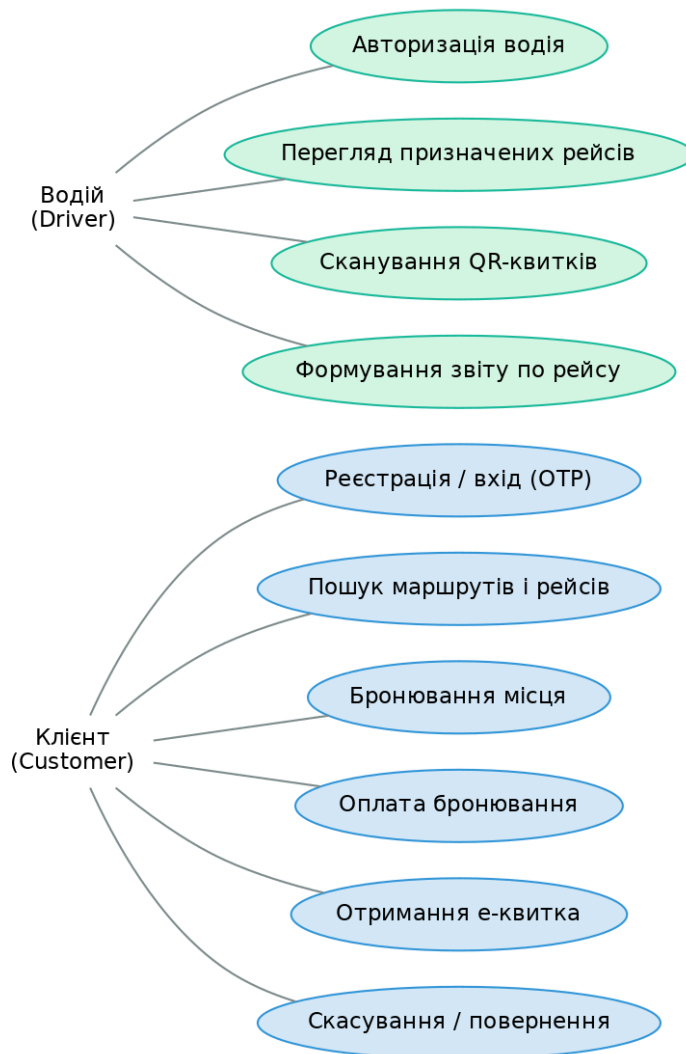 Авторизація водія
Перегляд призначених рейсів
Водій
(Driver)
Сканування QR-квитків
Формування звіту по рейсу
Реєстрація / вхід (OTP)
Пошук маршрутів і рейсів
Бронювання місця
Клієнт
(Customer)
Оплата бронювання
Отримання е-квитка
Скасування / повернення